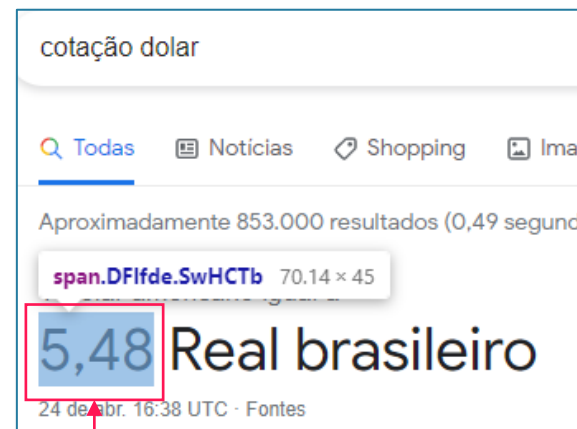 cotação dolar
Todas Notícias Shopping Ima
Aproximadamente 853.000 resultados (0,49 segund
span.DFlfde.SwHCTb 70.14 × 45
5,48 Real brasileiro
24 de abr. 16:38 UTC · Fontes